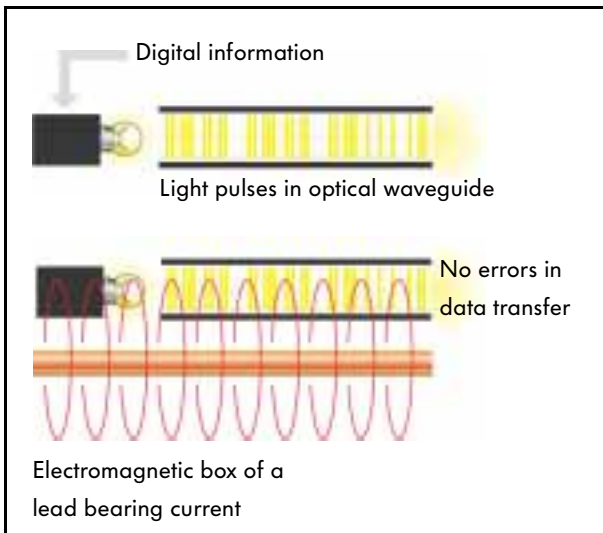 Digital information
Light pulses in optical waveguide
No errors in
data transfer
Electromagnetic box of a
lead bearing current